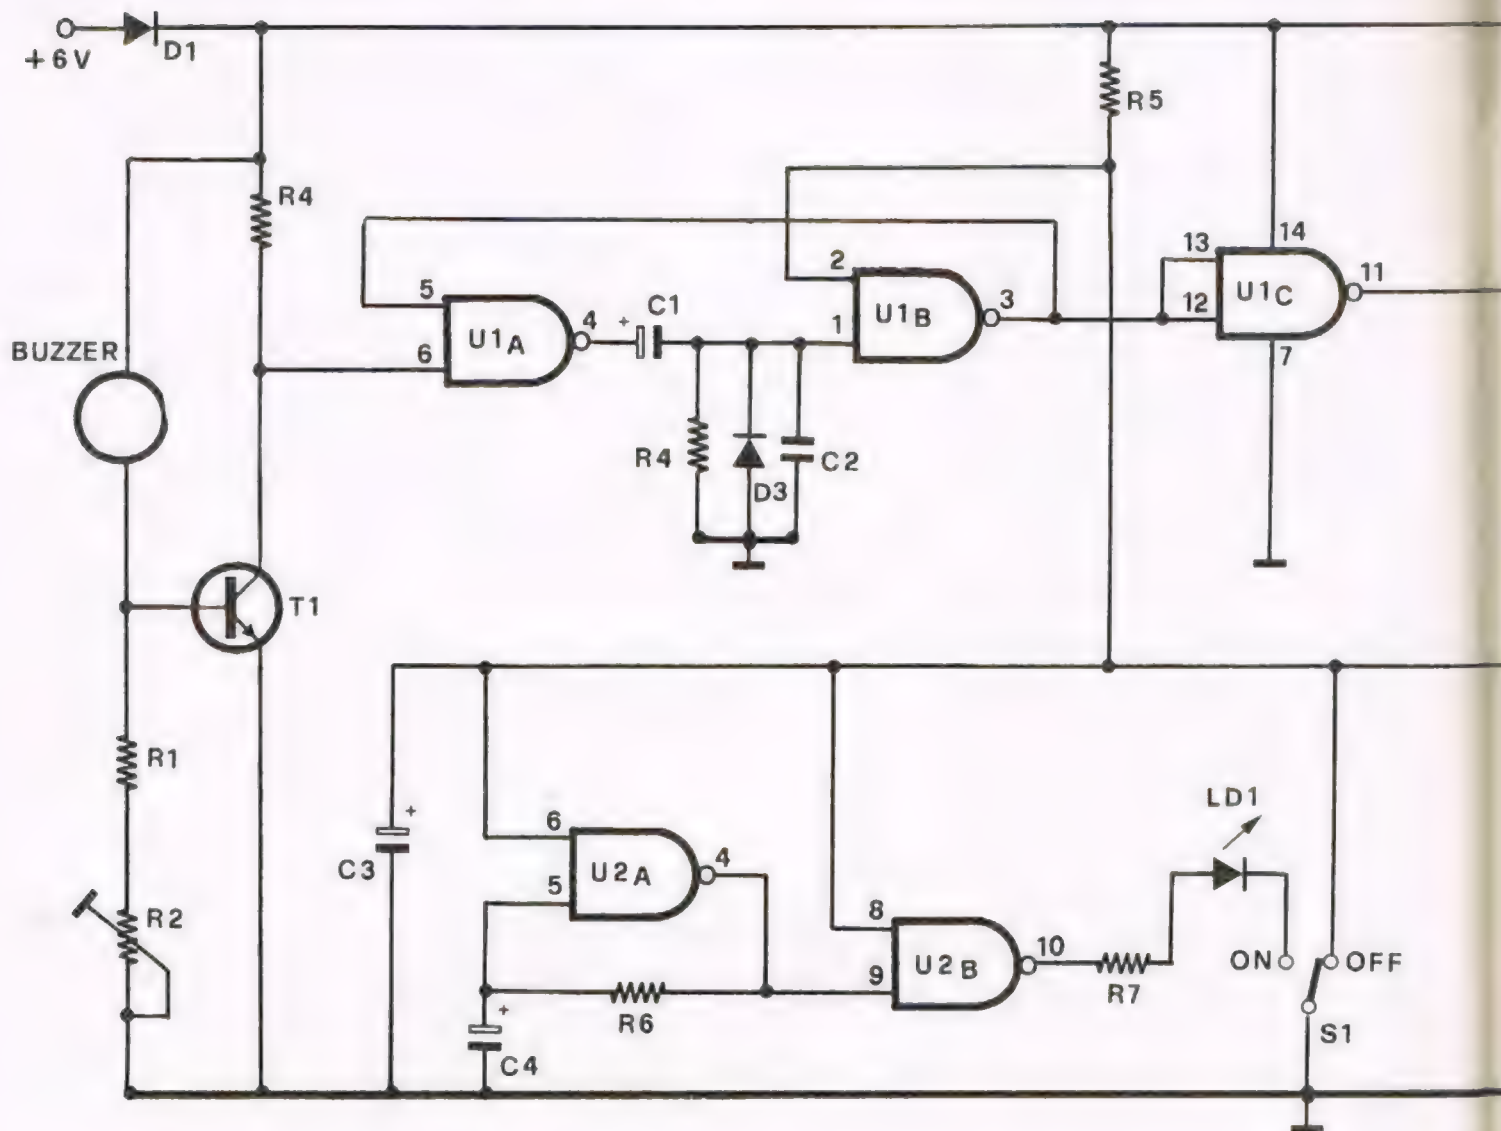 +6V
D1
R5
R4
14
13
11
2
U1C
5
C1
3
12
U1B
4
+
1
U1A
BUZZER
6
7
R4
C2
D3
T1
R1
LD1
+
6
4
C3
U2A
5
R2
8
10
ON
OFF
U2B
9
R7
+
R6
S1
C4